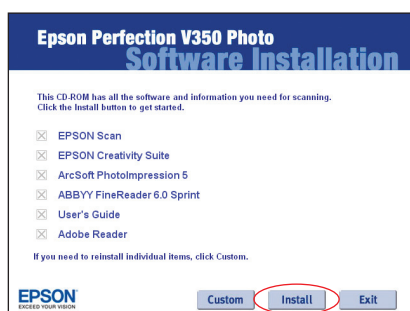 Epson Perfection V350 Photo
Software Installation
This CD-ROM has all the software and information you need for scanning.
Click the Install button to get started.
EPSON Scan
EPSON Creativity Suite
ArcSoft PhotoImpression 5
ABBYY FineReader 6.0 Sprint
User's Guide
Adobe Reader
If you need to reinstall individual items, click Custom.
EPSON
EXCEED YOUR VISION
Custom Install Exit